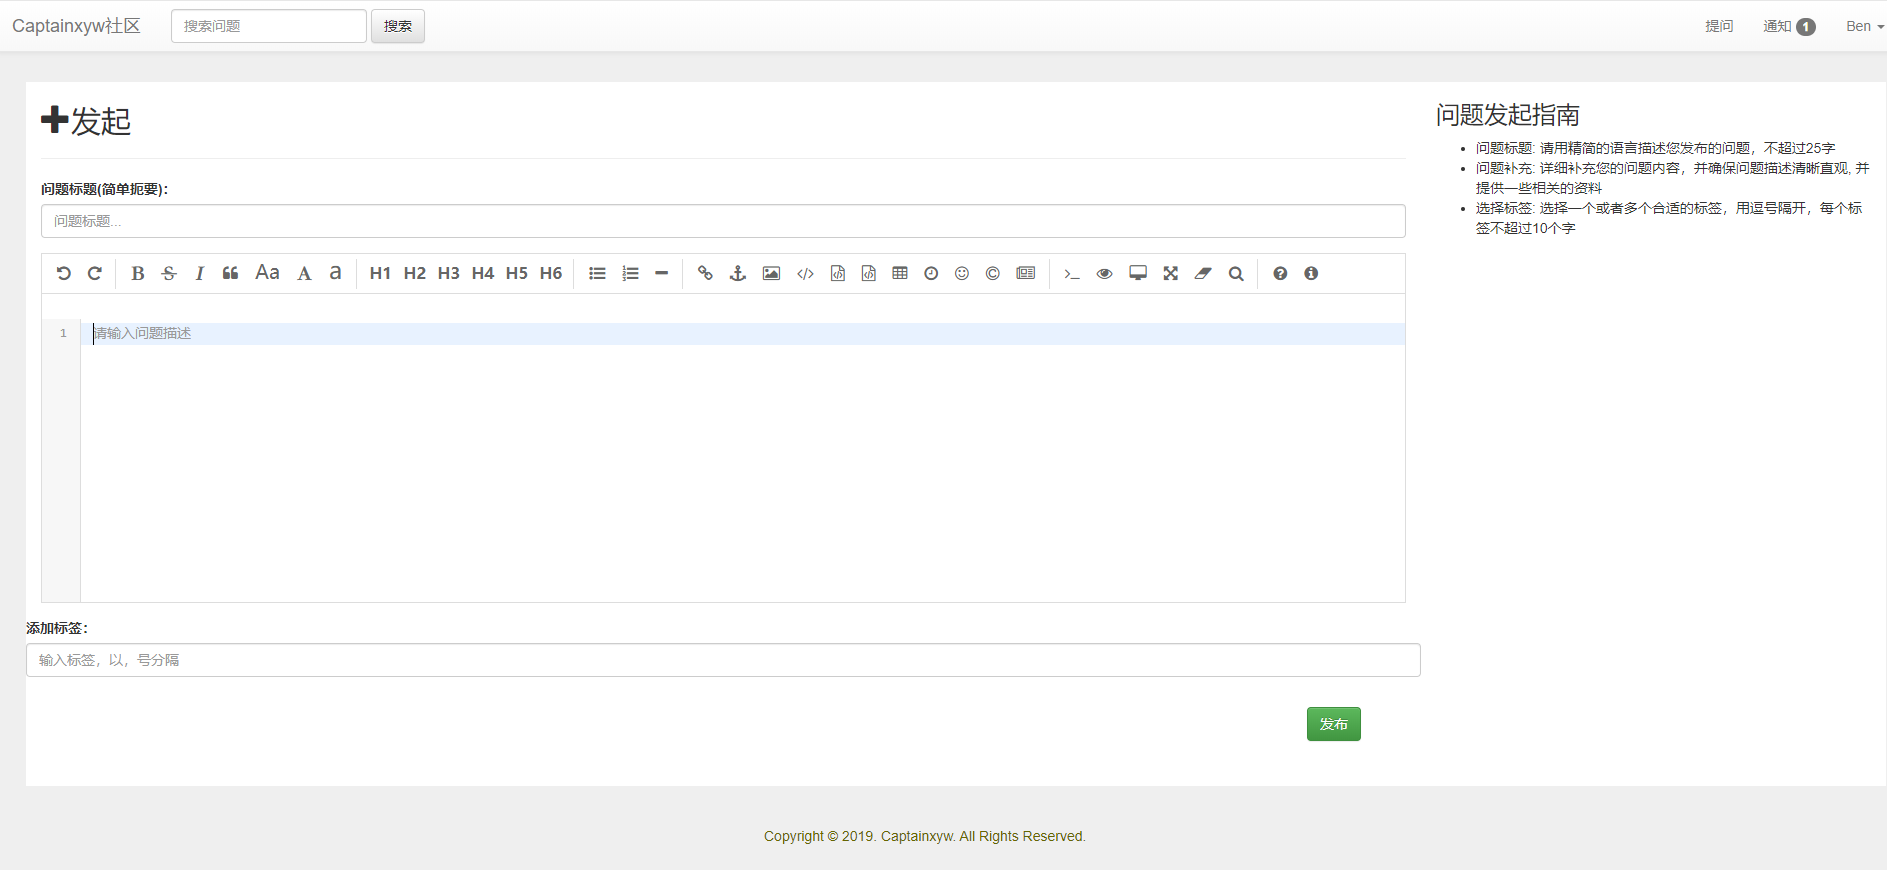 Captainxyw社区 搜索问题 搜索 提问 通知 1 Ben
发起
问题标题(简单扼要):
问题标题...
B S I Aa A a H1 H2 H3 H4 H5 H6
1 请输入问题描述
添加标签:
输入标签，以，号分隔
发布
问题发起指南
问题标题: 请用精简的语言描述您发布的问题，不超过25字
问题补充: 详细补充您的问题内容，并确保问题描述清晰直观, 并
提供一些相关的资料
选择标签: 选择一个或者多个合适的标签，用逗号隔开，每个标
签不超过10个字
Copyright © 2019. Captainxyw. All Rights Reserved.